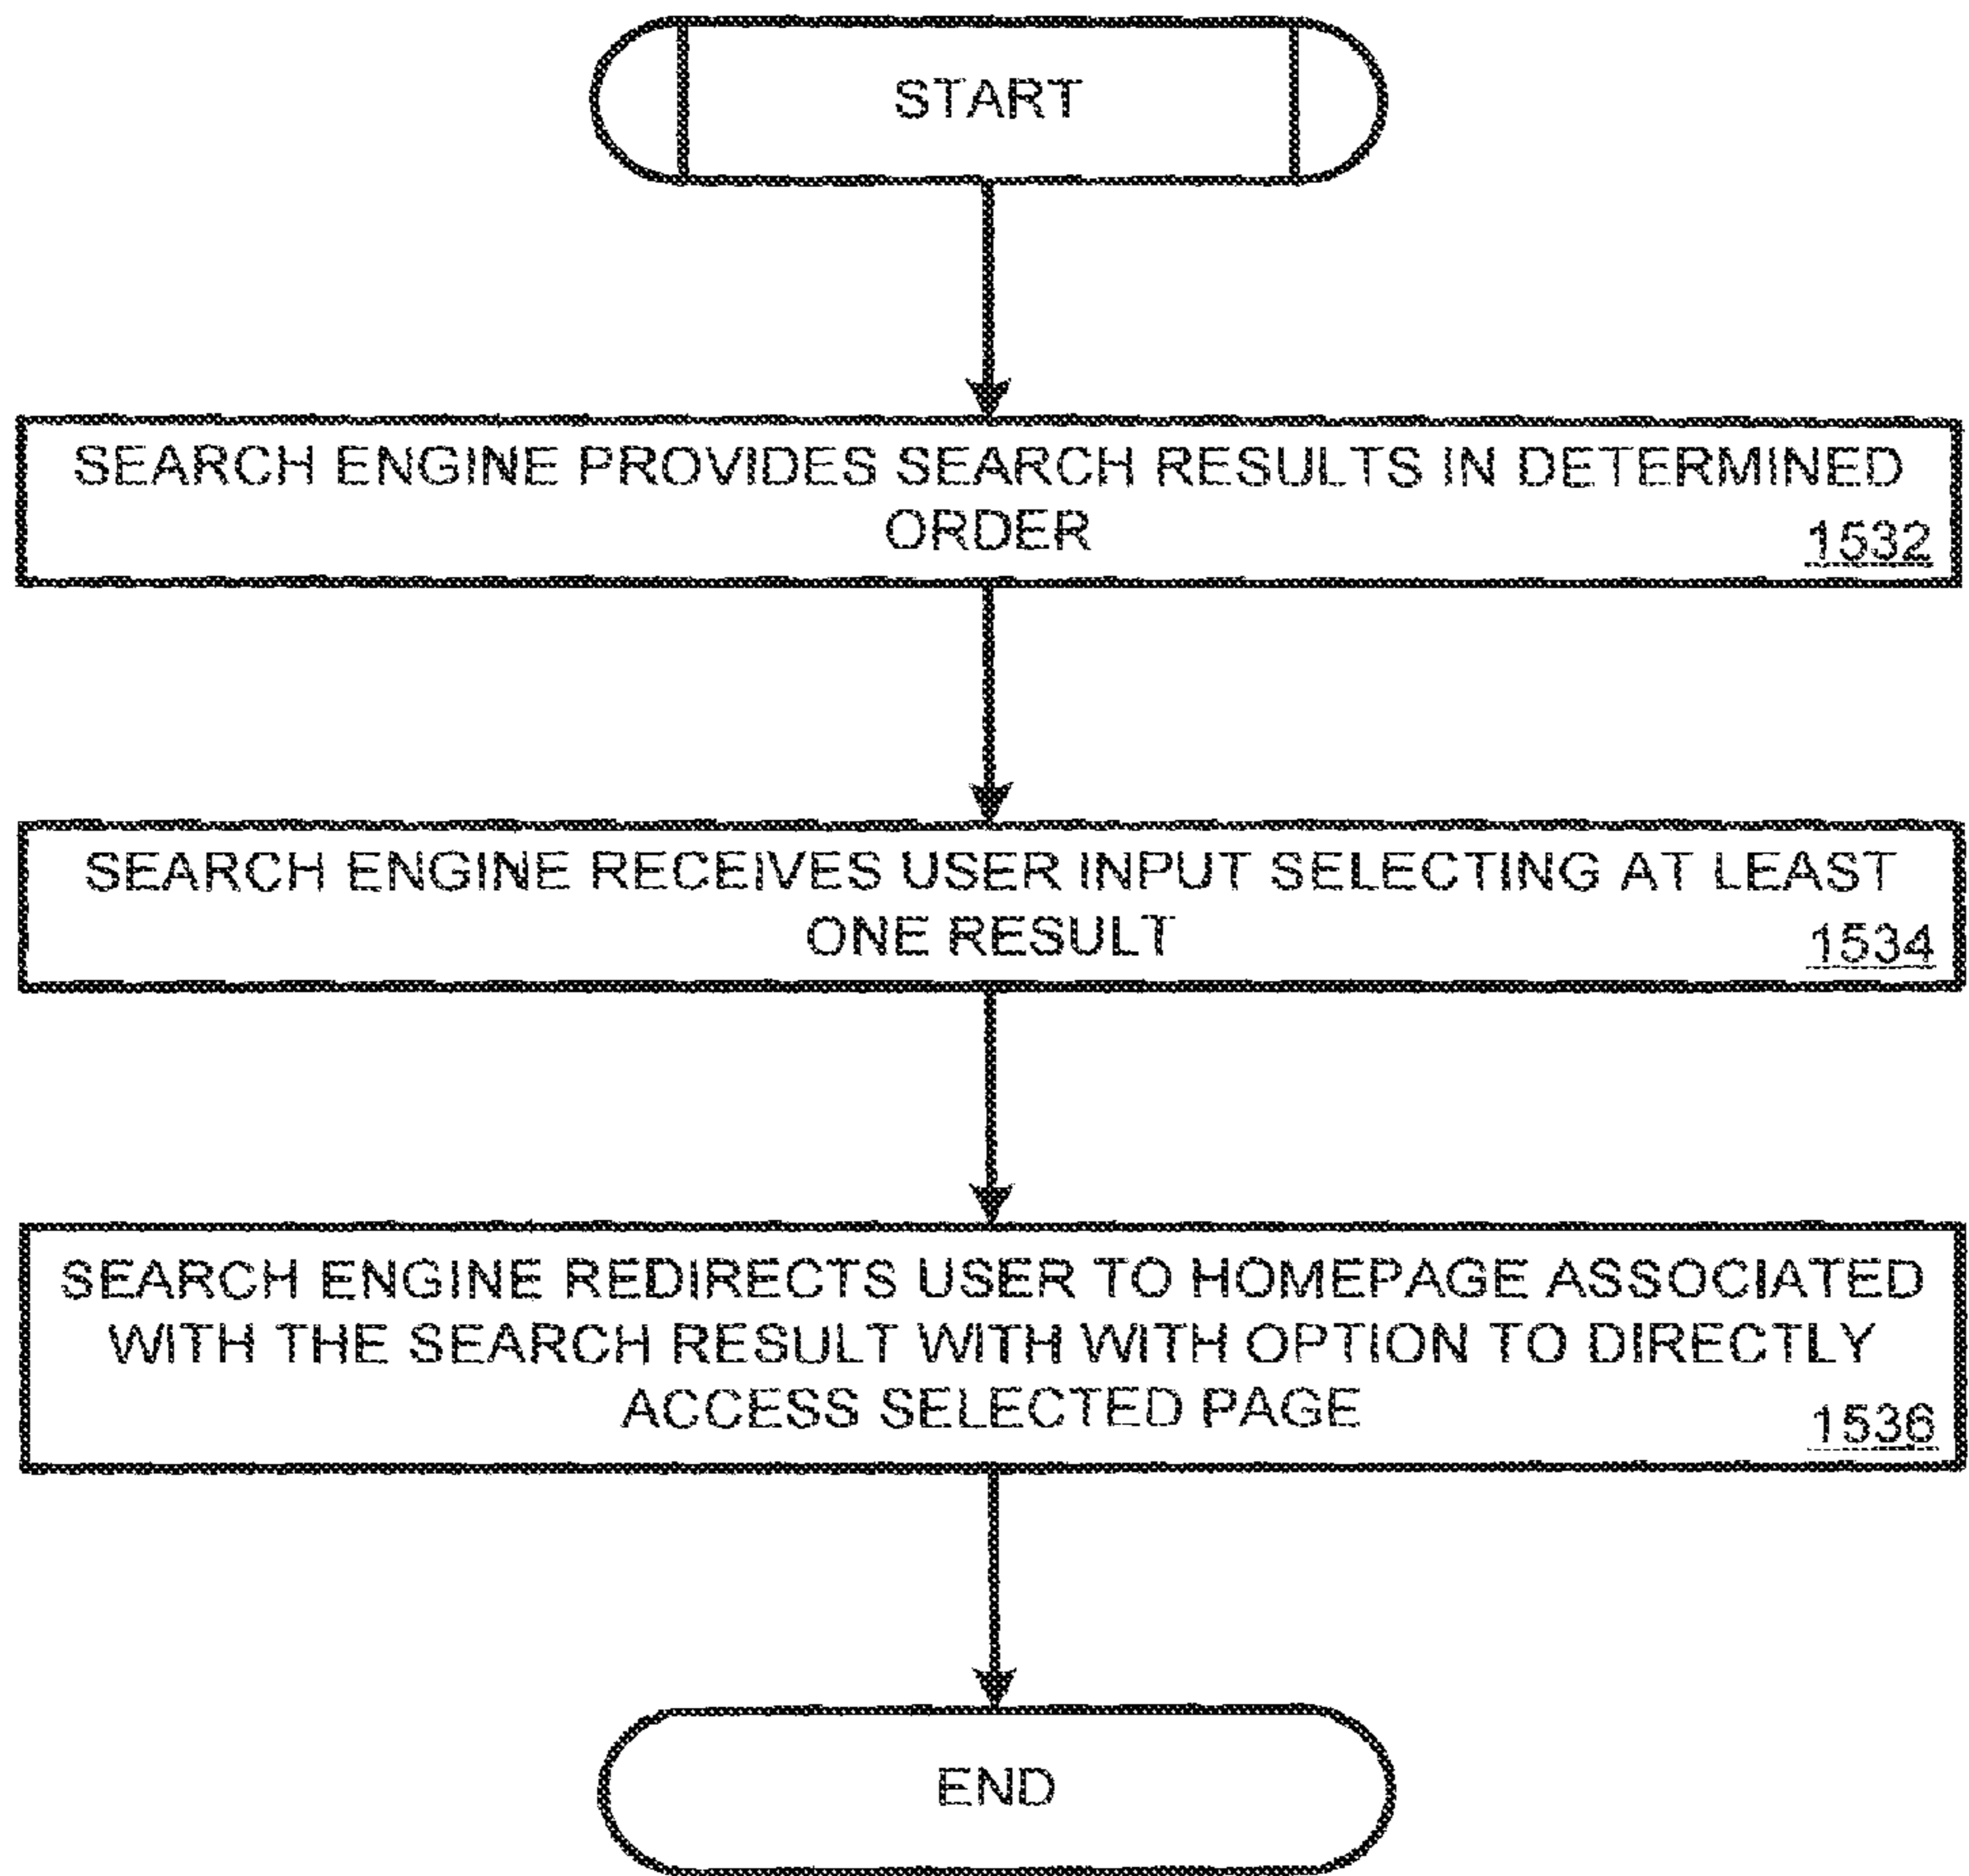 START
SEARCH ENGINE PROVIDES SEARCH RESULTS IN DETERMINED
ORDER
1532
SEARCH ENGINE RECEIVES USER INPUT SELECTING AT LEAST
ONE RESULT
1534
SEARCH ENGINE REDIRECTS USER TO HOMEPAGE ASSOCIATED
WITH THE SEARCH RESULT WITH WITH OPTION TO DIRECTLY
ACCESS SELECTED PAGE
1536
END